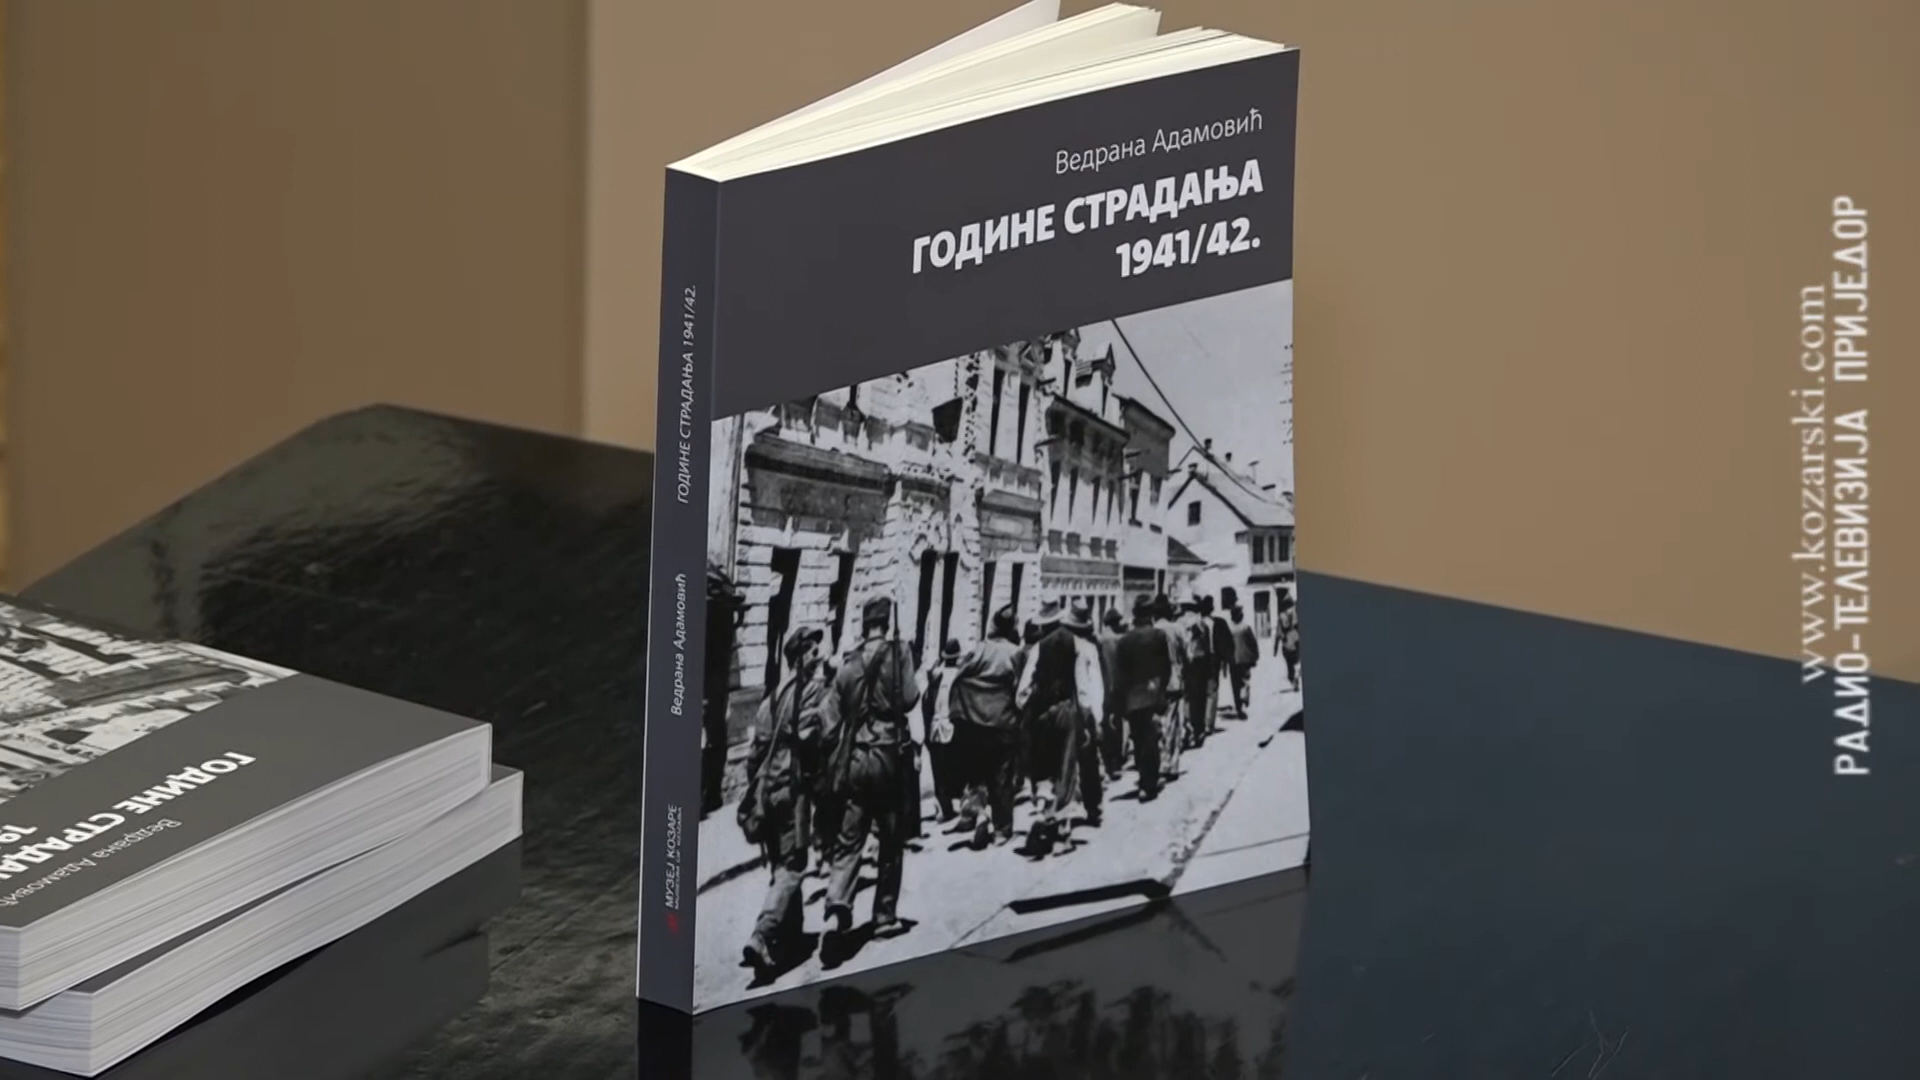 Ведрана Адамовић
ГОДИНЕ СТРАДАЊА
1941/42.
ГОДИНЕ СТРАДАЊА 1941/42.
Ведрана Адамовић
МУЗЕЈ КОЗАРЕ
ГОДИНЕ СТРАДА
Ведрана Адамовић
www.kozarski.com
РАДИО-ТЕЛЕВИЗИЈА ПРИЈЕДОР